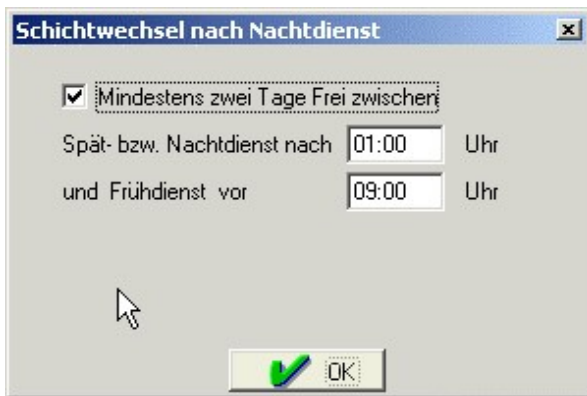 Schichtwechsel nach Nachtdienst
Mindestens zwei Tage Frei zwischen
Spät- bzw. Nachtdienst nach 01:00 Uhr
und Frühdienst vor 09:00 Uhr
OK